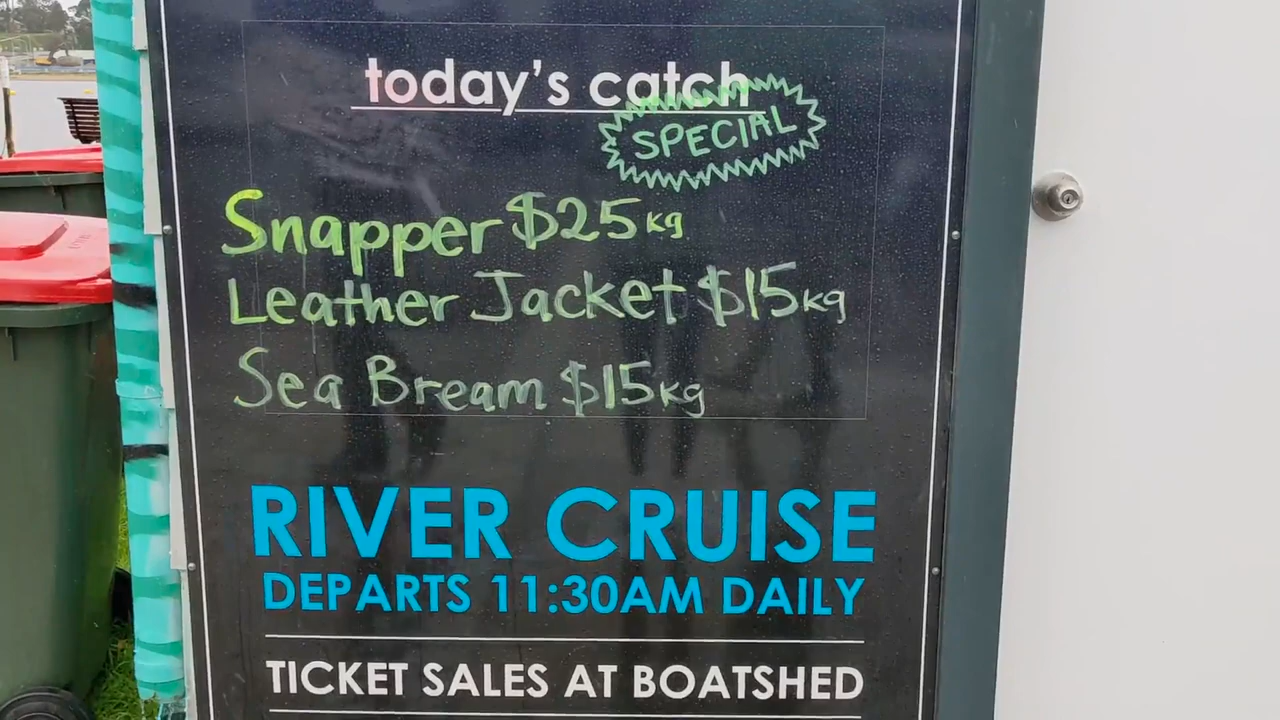 today's catch
SPECIAL
Snapper $25kg
Leather Jacket $15kg
Sea Bream $15kg
RIVER CRUISE
DEPARTS 11:30AM DAILY
TICKET SALES AT BOATSHED